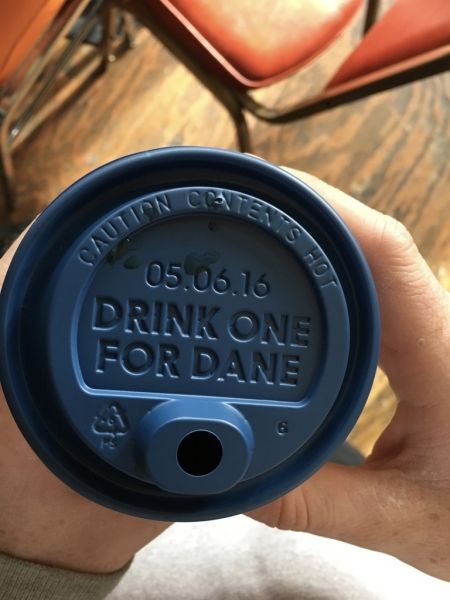 CAUTION CONTENTS HOT
05.06.16
DRINK ONE
FOR DANE
PS
6